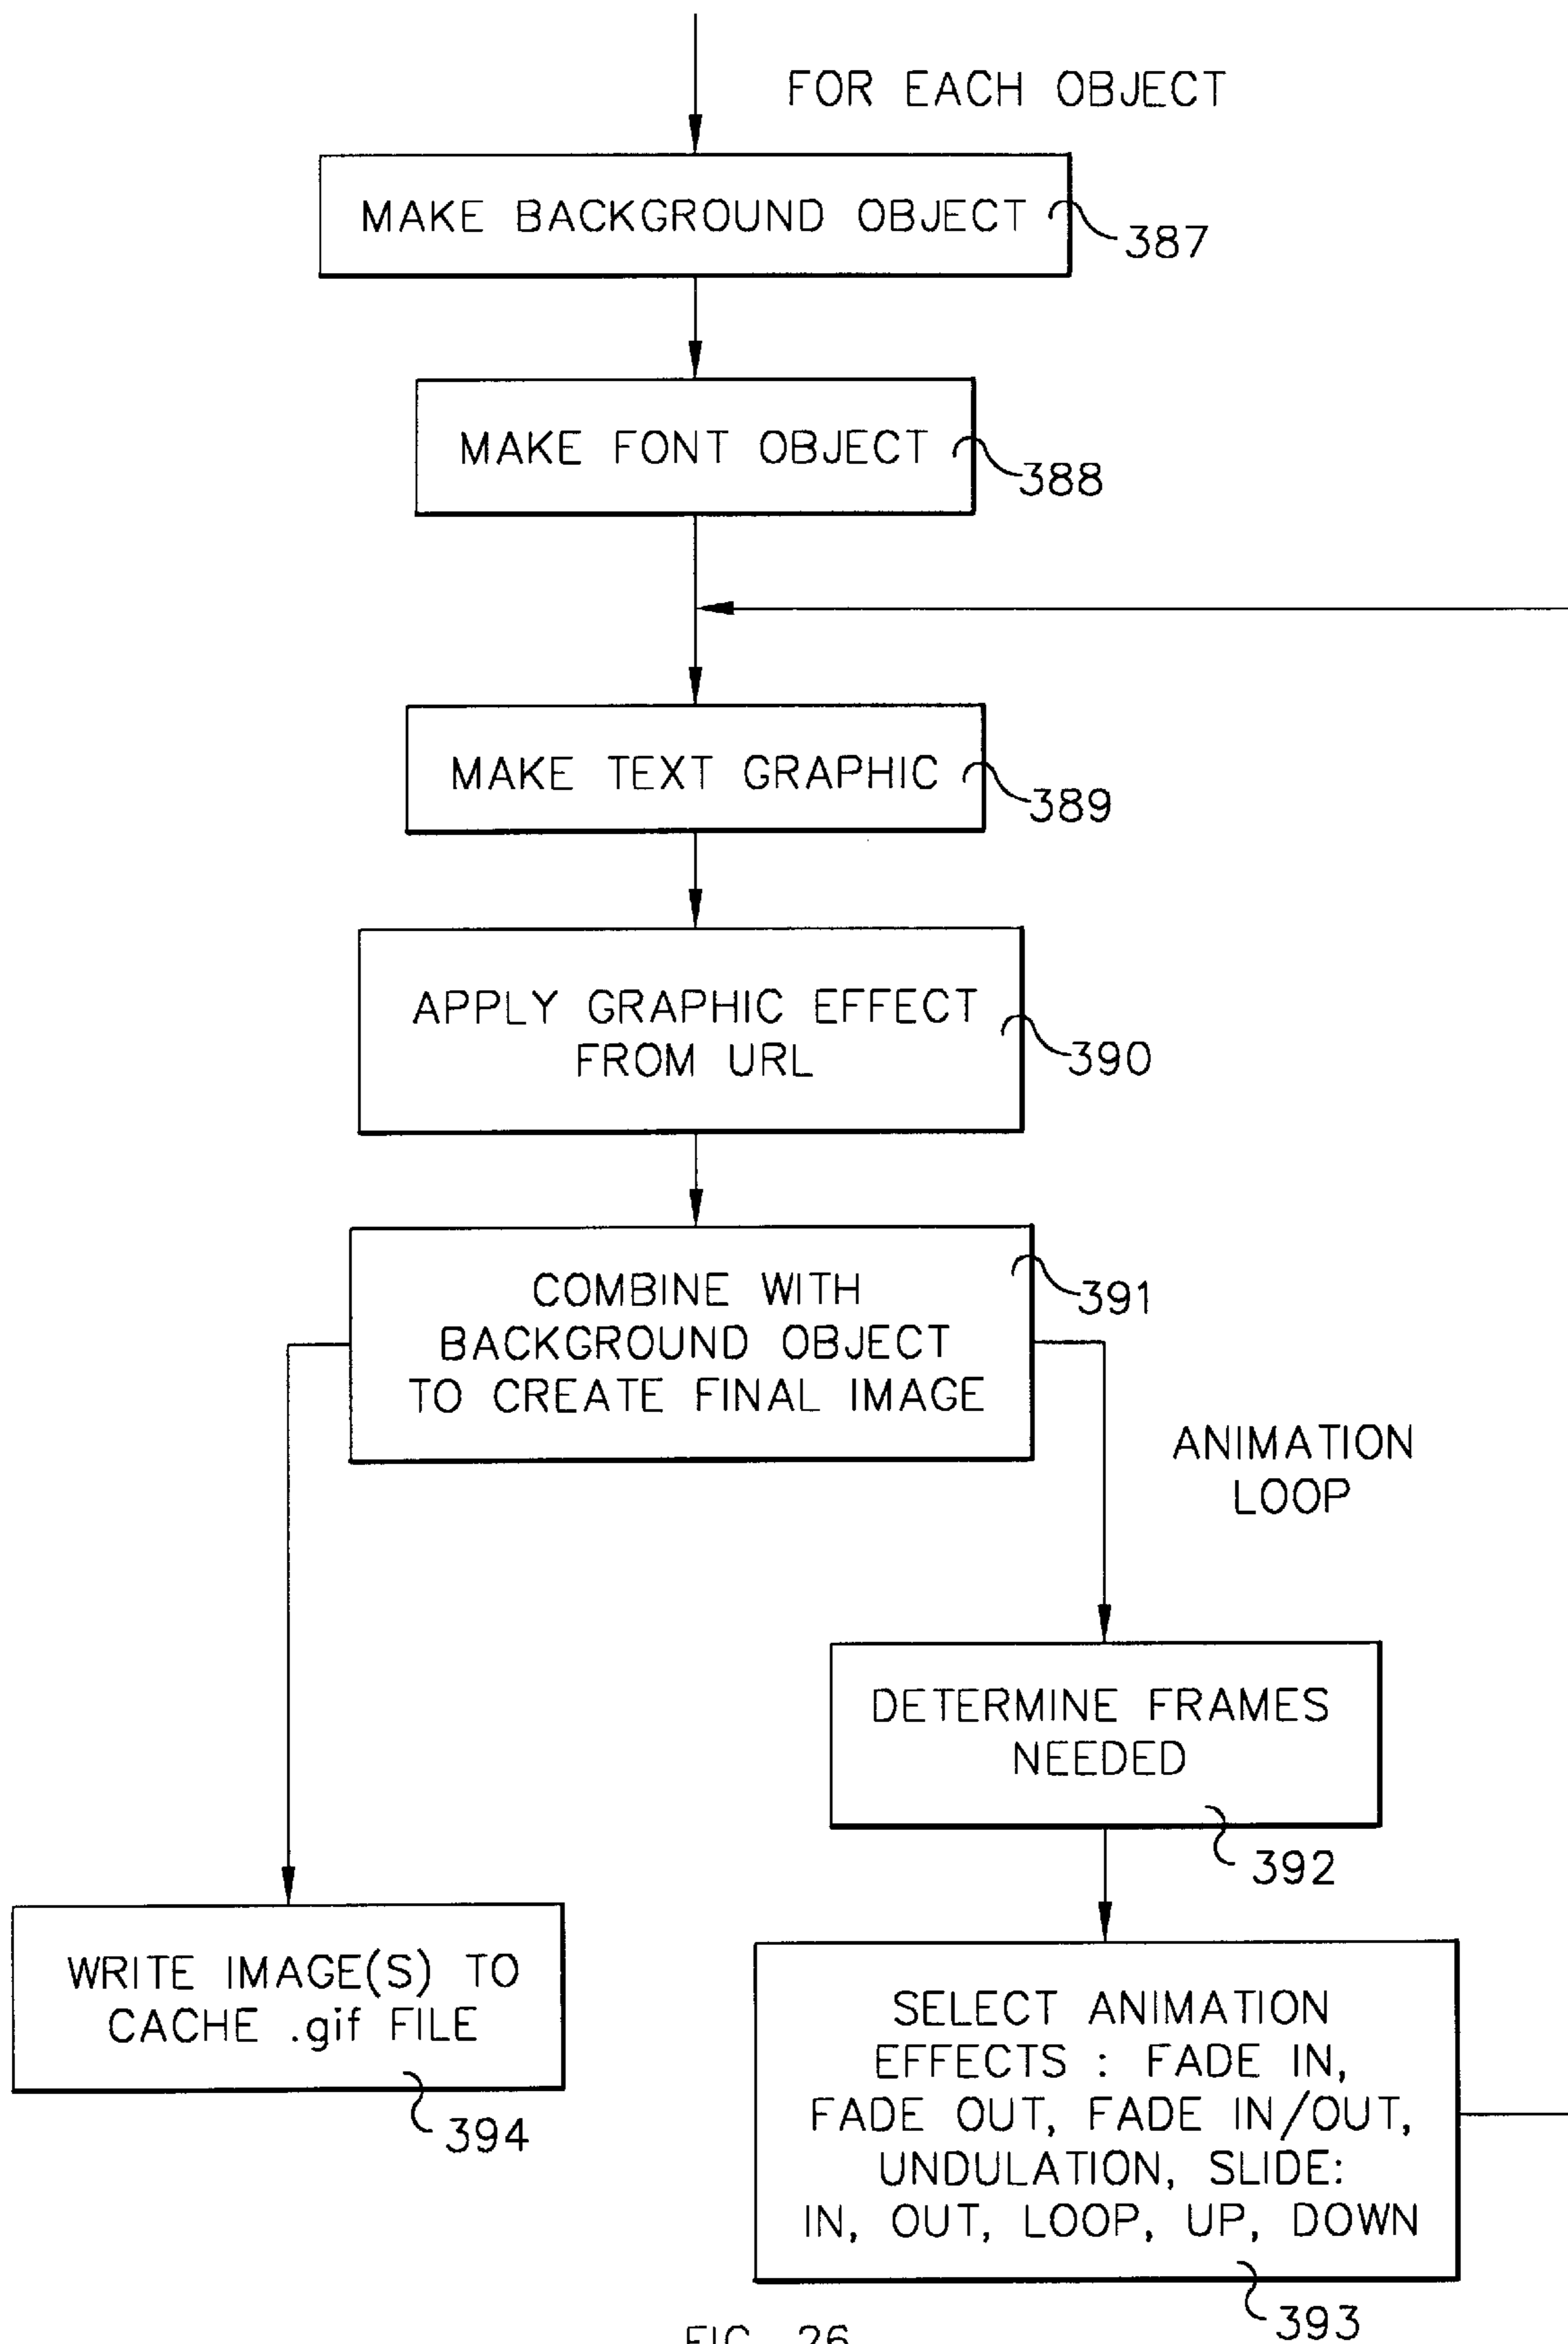 FOR EACH OBJECT
MAKE BACKGROUND OBJECT
387
MAKE FONT OBJECT
388
MAKE TEXT GRAPHIC
389
APPLY GRAPHIC EFFECT
FROM URL
390
COMBINE WITH
BACKGROUND OBJECT
TO CREATE FINAL IMAGE
391
ANIMATION
LOOP
DETERMINE FRAMES
NEEDED
392
WRITE IMAGE(S) TO
CACHE .gif FILE
394
SELECT ANIMATION
EFFECTS : FADE IN,
FADE OUT, FADE IN/OUT,
UNDULATION, SLIDE:
IN, OUT, LOOP, UP, DOWN
393
FIG. 26